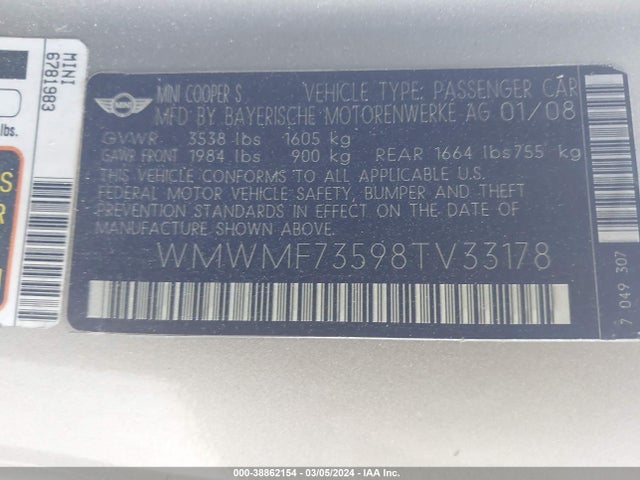 MINI
6781983
lbs.
S
R
MINI
MINI COOPER S VEHICLE TYPE: PASSENGER CAR
MFD BY BAYERISCHE MOTORENWERKE AG 01/08
GVWR 3538 lbs 1605 kg
GAWR FRONT 1984 lbs 900 kg REAR 1664 lbs755 kg
THIS VEHICLE CONFORMS TO ALL APPLICABLE U.S.
FEDERAL MOTOR VEHICLE SAFETY, BUMPER AND THEFT
PREVENTION STANDARDS IN EFFECT ON THE DATE OF
MANUFACTURE SHOWN ABOVE.
WMWMF73598TV33178
7 049 307
000-38862154 - 03/05/2024 - IAA Inc.